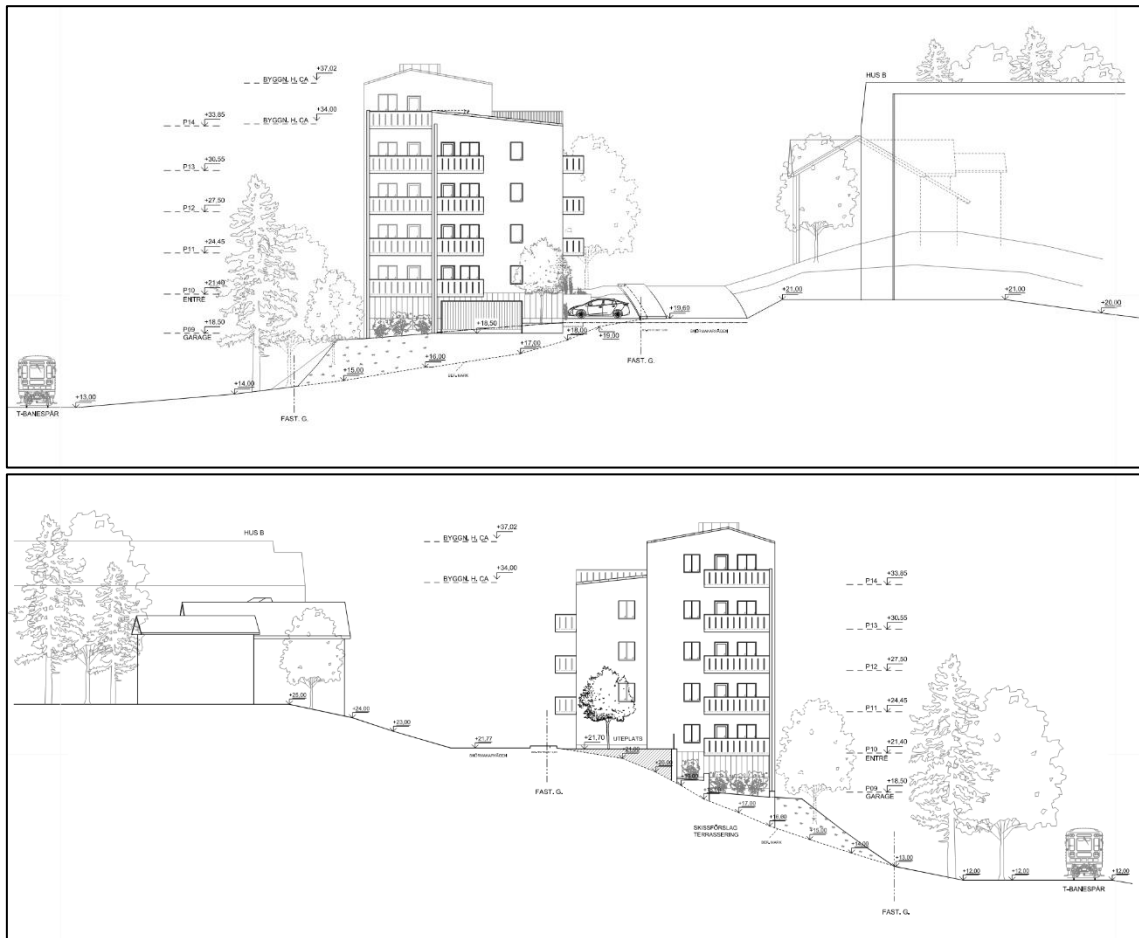 HUS B
+37,02
BYGGN. H, CA
+34,00
BYGGN. H, CA
+33,85
P14
+30,55
P13
+27,50
P12
+24,45
P11
+21,40
P10
ENTRÉ
+18,50
P09
GARAGE
+21,00
+21,00
+20,00
+19,60
+18,50
+18,00
+19,00
+17,00
+16,00
+15,00
+14,00
+13,00
T-BANESPÅR
FAST. G.
FAST. G.
HUS B
+37,02
BYGGN. H, CA
+34,00
BYGGN. H, CA
+33,85
P14
+30,55
P13
+27,50
P12
+24,45
P11
+21,40
P10
ENTRÉ
+18,50
P09
GARAGE
+25,00
+24,00
+23,00
+21,77
+21,70
UTEPLATS
+21,00
+20,00
FAST. G.
+17,00
+16,00
SKISSFÖRSLAG
TERRASSERING
+15,00
+14,00
+13,00
+12,00
+12,00
+12,00
T-BANESPÅR
FAST. G.